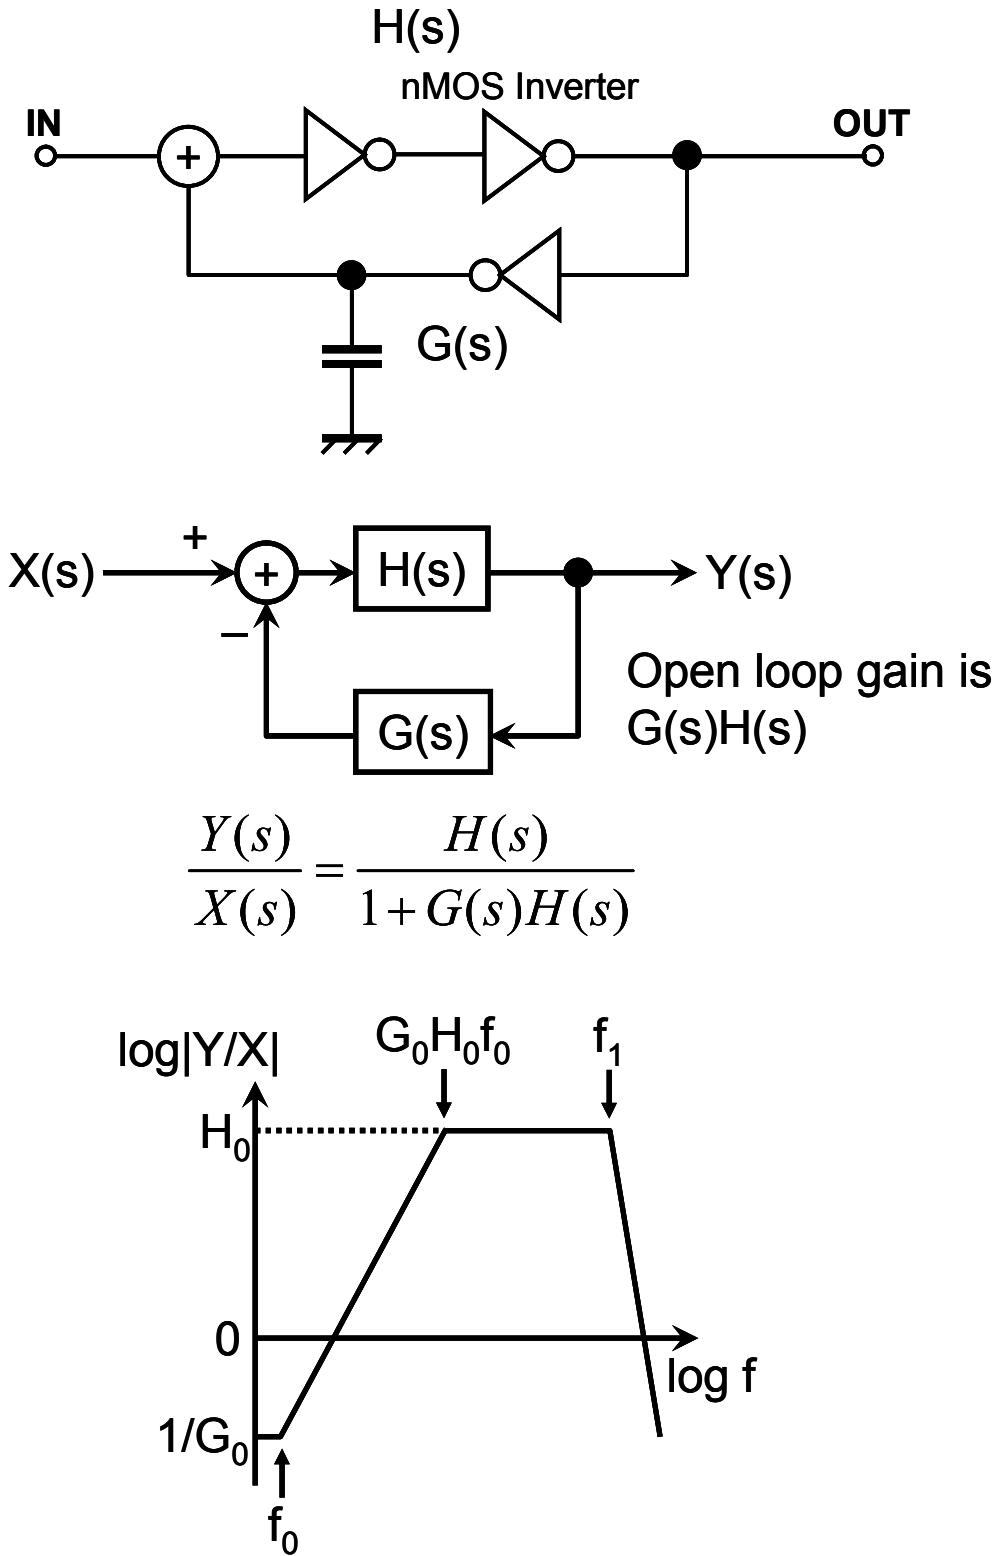 H(s)
nMOS Inverter
IN
OUT
+
G(s)
X(s)
+
+
−
H(s)
Y(s)
G(s)
Open loop gain is
G(s)H(s)
Y(s)/X(s) = H(s)/(1+G(s)H(s))
log|Y/X|
G₀H₀f₀
f₁
H₀
0
log f
1/G₀
f₀